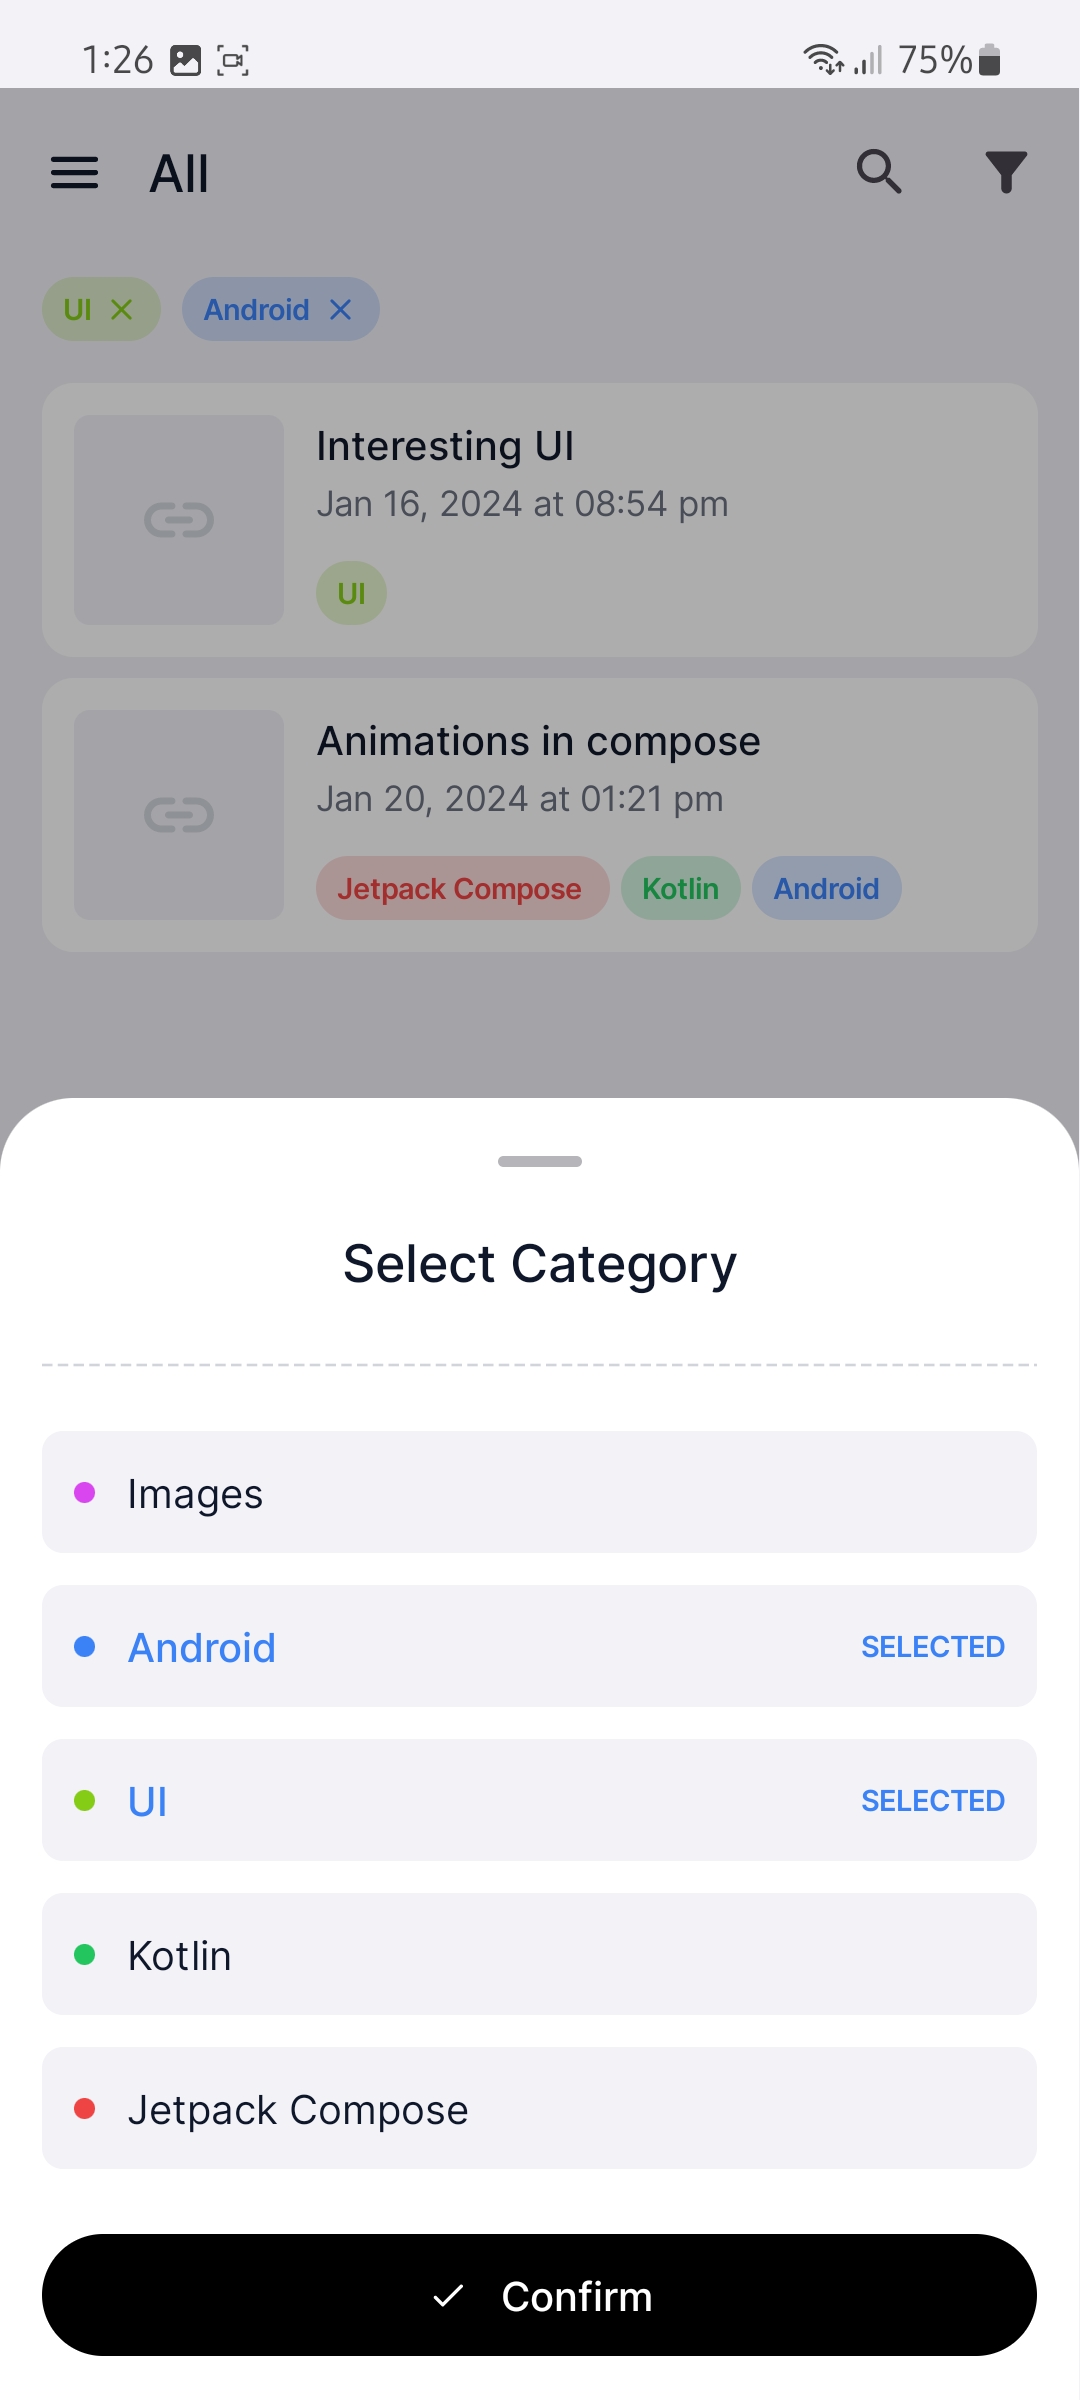 1:26 75%
All
UI Android
Interesting UI
Jan 16, 2024 at 08:54 pm
UI
Animations in compose
Jan 20, 2024 at 01:21 pm
Jetpack Compose Kotlin Android
Select Category
Images
Android SELECTED
UI SELECTED
Kotlin
Jetpack Compose
Confirm